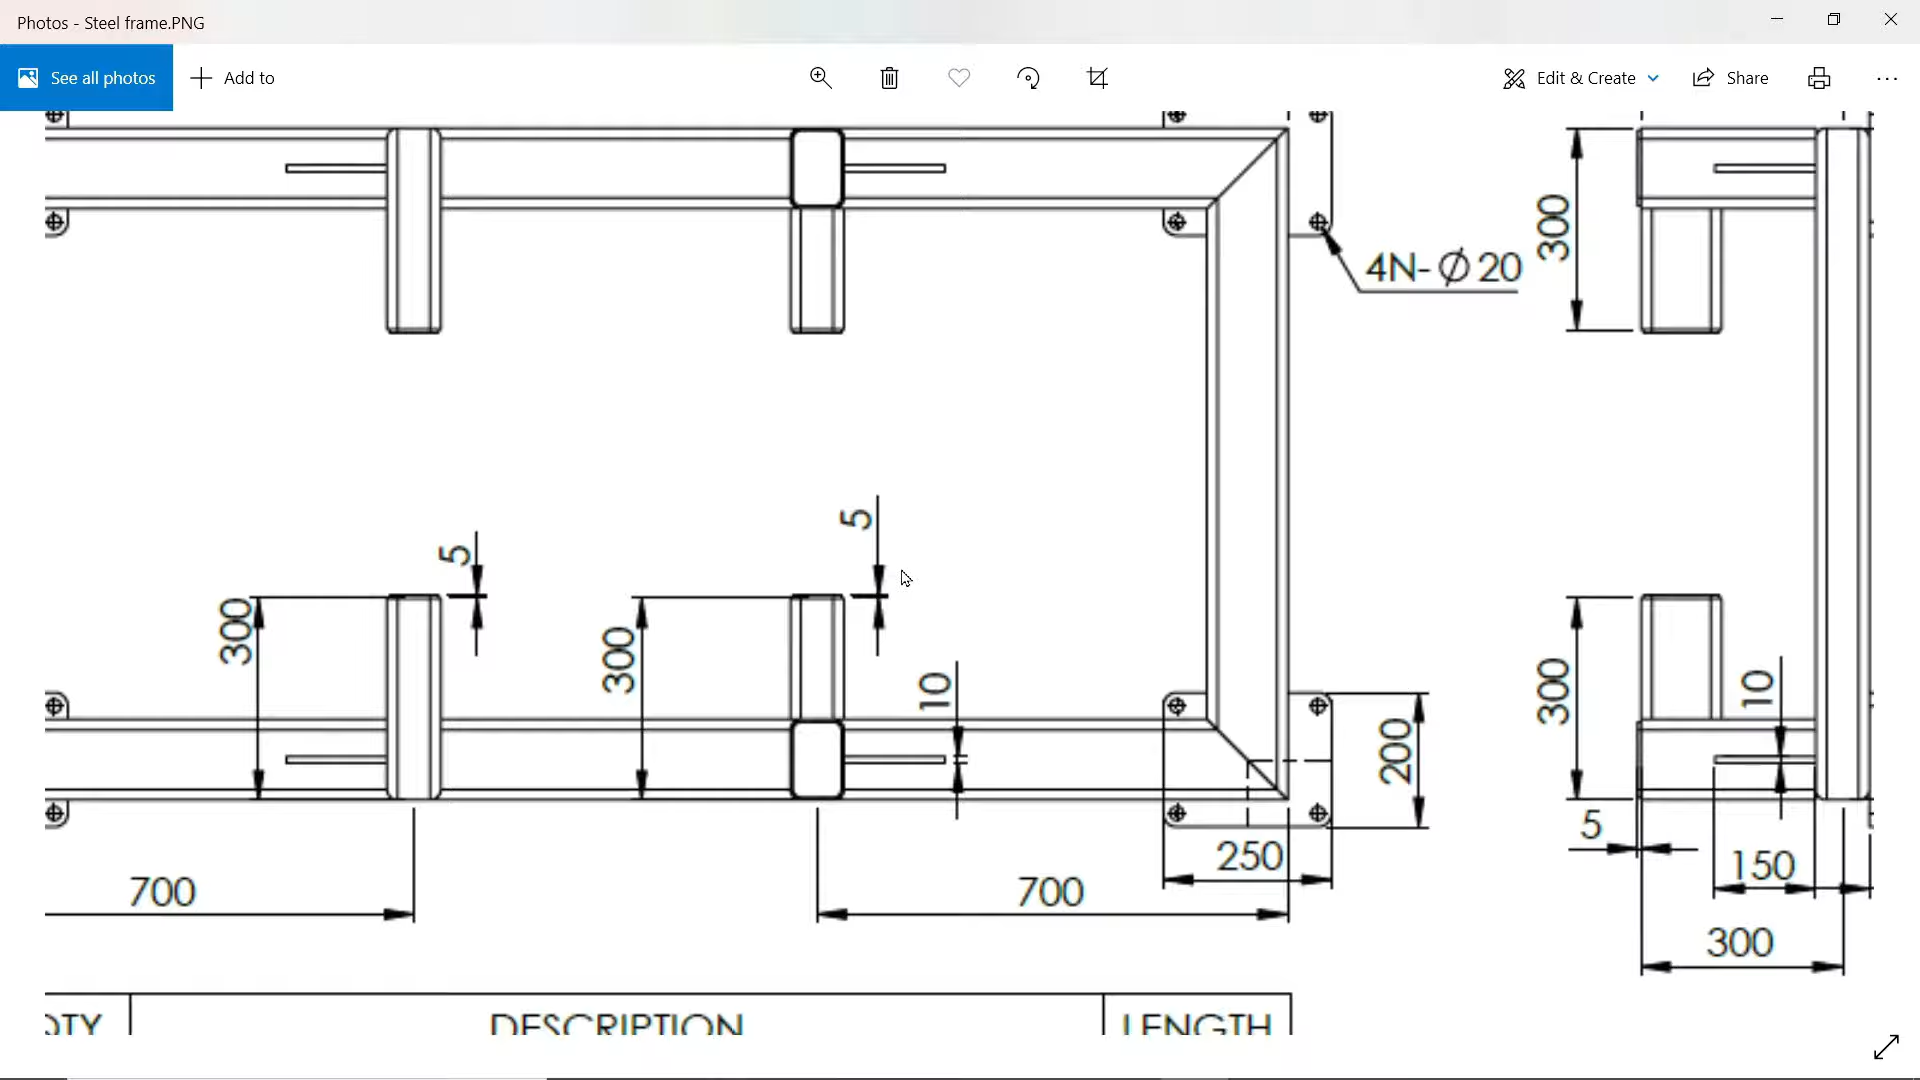 Photos - Steel frame.PNG
See all photos
Add to
Edit & Create
Share
4N-Ø20
300
5
5
300
300
10
200
300
10
5
250
150
700
700
300
QTY
DESCRIPTION
LENGTH